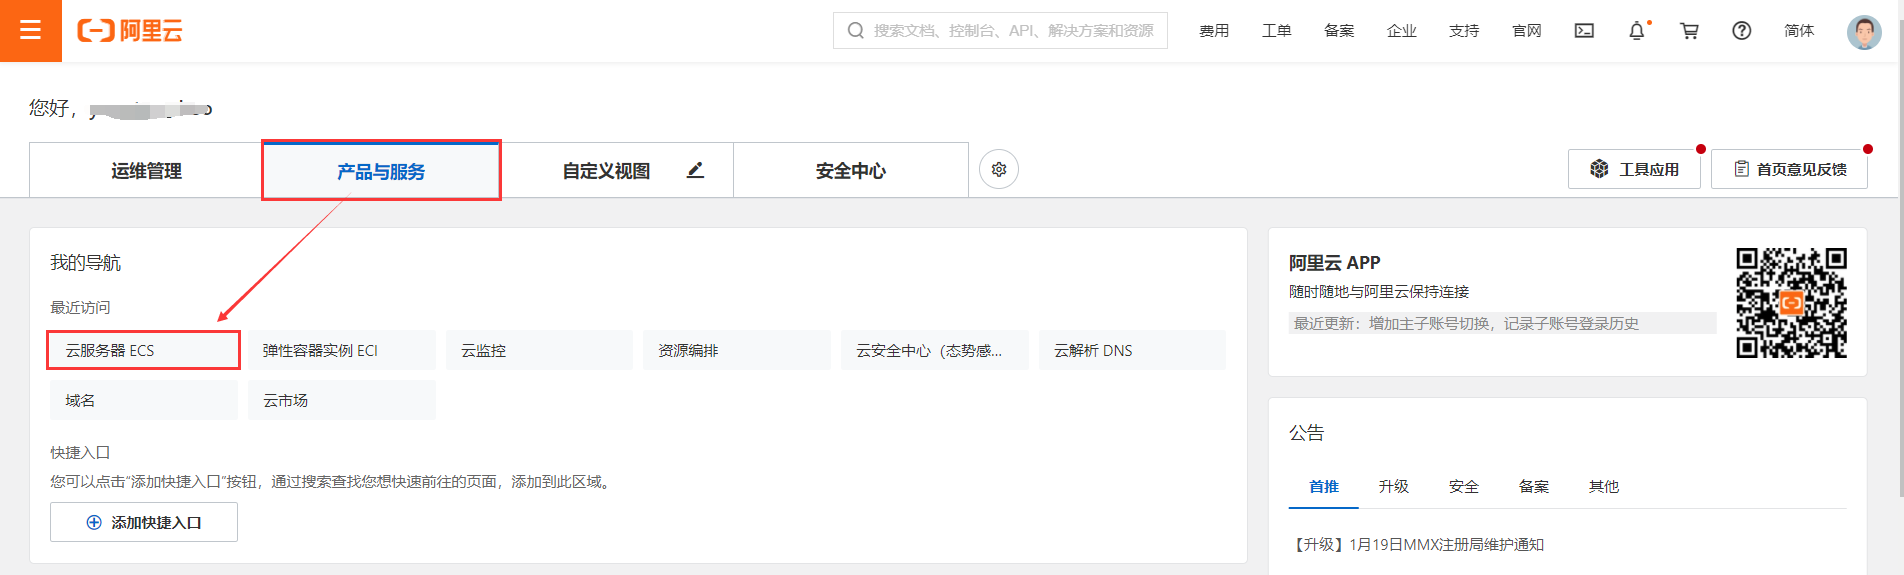 阿里云
搜索文档、控制台、API、解决方案和资源
费用 工单 备案 企业 支持 官网 简体
您好，
运维管理 产品与服务 自定义视图 安全中心
工具应用 首页意见反馈
我的导航
最近访问
云服务器 ECS 弹性容器实例 ECI 云监控 资源编排 云安全中心（态势感... 云解析 DNS
域名 云市场
快捷入口
您可以点击“添加快捷入口”按钮，通过搜索查找您想快速前往的页面，添加到此区域。
添加快捷入口
阿里云 APP
随时随地与阿里云保持连接
最近更新：增加主子账号切换，记录子账号登录历史
公告
首推 升级 安全 备案 其他
【升级】1月19日MMX注册局维护通知